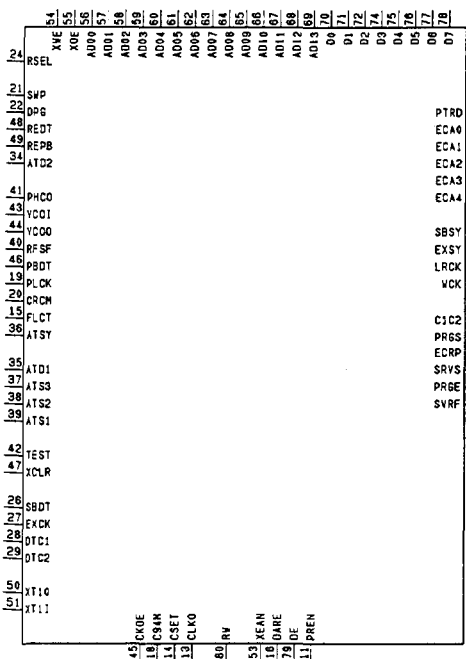 54 XWE
55 XOE
56 AD00
57 AD01
58 AD02
59 AD03
60 AD04
61 AD05
62 AD06
63 AD07
64 AD08
65 AD09
66 AD10
67 AD11
68 AD12
69 AD13
70 D0
71 D1
72 D2
74 D3
75 D4
76 D5
77 D6
78 D7
24 RSEL
21 SWP
22 DPG
48 REDT
49 REPB
34 ATD2
41 PHCO
43 VCOI
44 VCOO
40 RFSF
46 PBDT
19 PLCK
20 CRCM
15 FLCT
36 ATSY
35 ATD1
37 ATS3
38 ATS2
39 ATS1
42 TEST
47 XCLR
26 SBDT
27 EXCK
28 DTC1
29 DTC2
50 XT1O
51 XT1I
PTRD
ECA0
ECA1
ECA2
ECA3
ECA4
SBSY
EXSY
LRCK
WCK
C1C2
PRGS
ECRP
SRVS
PRGE
SVRF
45 CKOE
18 C94M
14 CSET
13 CLKO
80 RW
53 XEAN
16 DARE
79 DE
11 PREN